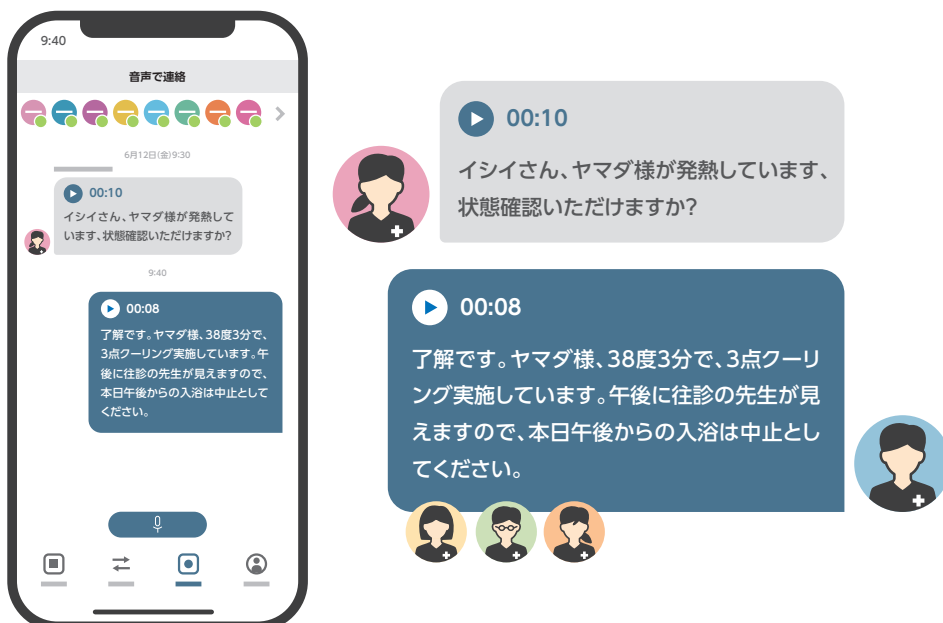 9:40
音声で連絡
6月12日(金)9:30
00:10
イシイさん、ヤマダ様が発熱して
います、状態確認いただけますか?
9:40
00:08
了解です。ヤマダ様、38度3分で、
3点クーリング実施しています。午
後に往診の先生が見えますので、
本日午後からの入浴は中止として
ください。
00:10
イシイさん、ヤマダ様が発熱しています、
状態確認いただけますか?
00:08
了解です。ヤマダ様、38度3分で、3点クーリ
ング実施しています。午後に往診の先生が見
えますので、本日午後からの入浴は中止とし
てください。